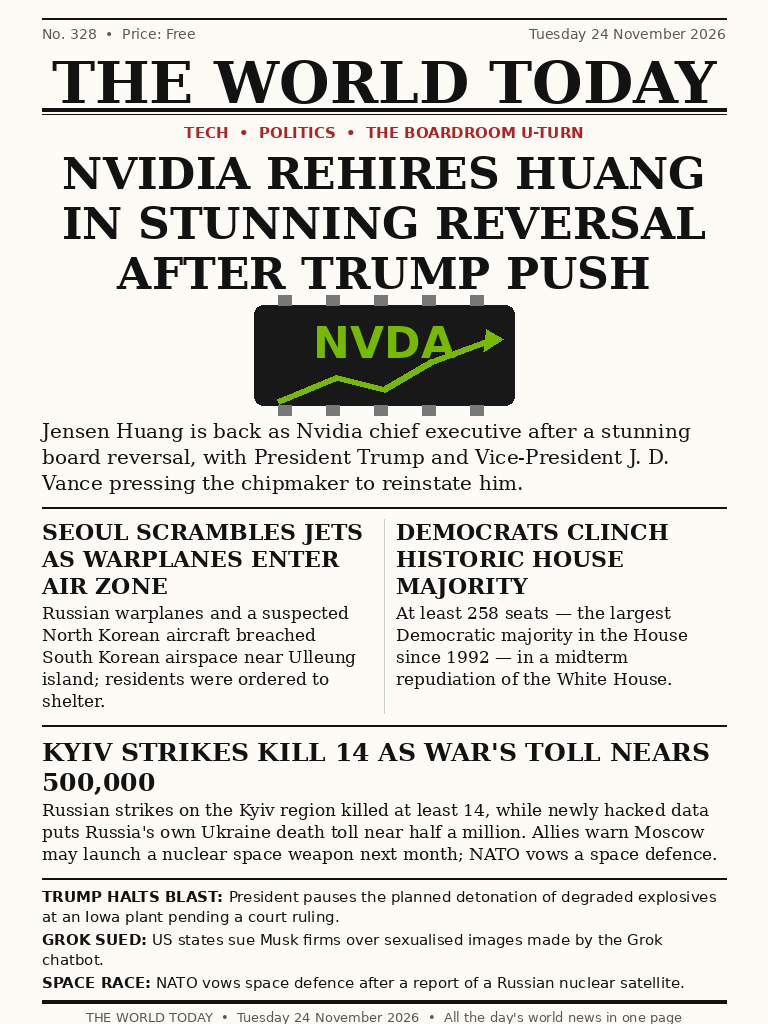 No. 328 • Price: Free
Tuesday 24 November 2026
THE WORLD TODAY
TECH • POLITICS • THE BOARDROOM U-TURN
NVIDIA REHIRES HUANG
IN STUNNING REVERSAL
AFTER TRUMP PUSH
NVDA
Jensen Huang is back as Nvidia chief executive after a stunning
board reversal, with President Trump and Vice-President J. D.
Vance pressing the chipmaker to reinstate him.
SEOUL SCRAMBLES JETS
AS WARPLANES ENTER
AIR ZONE
Russian warplanes and a suspected
North Korean aircraft breached
South Korean airspace near Ulleung
island; residents were ordered to
shelter.
DEMOCRATS CLINCH
HISTORIC HOUSE
MAJORITY
At least 258 seats — the largest
Democratic majority in the House
since 1992 — in a midterm
repudiation of the White House.
KYIV STRIKES KILL 14 AS WAR'S TOLL NEARS
500,000
Russian strikes on the Kyiv region killed at least 14, while newly hacked data
puts Russia's own Ukraine death toll near half a million. Allies warn Moscow
may launch a nuclear space weapon next month; NATO vows a space defence.
TRUMP HALTS BLAST: President pauses the planned detonation of degraded explosives
at an Iowa plant pending a court ruling.
GROK SUED: US states sue Musk firms over sexualised images made by the Grok
chatbot.
SPACE RACE: NATO vows space defence after a report of a Russian nuclear satellite.
THE WORLD TODAY • Tuesday 24 November 2026 • All the day's world news in one page